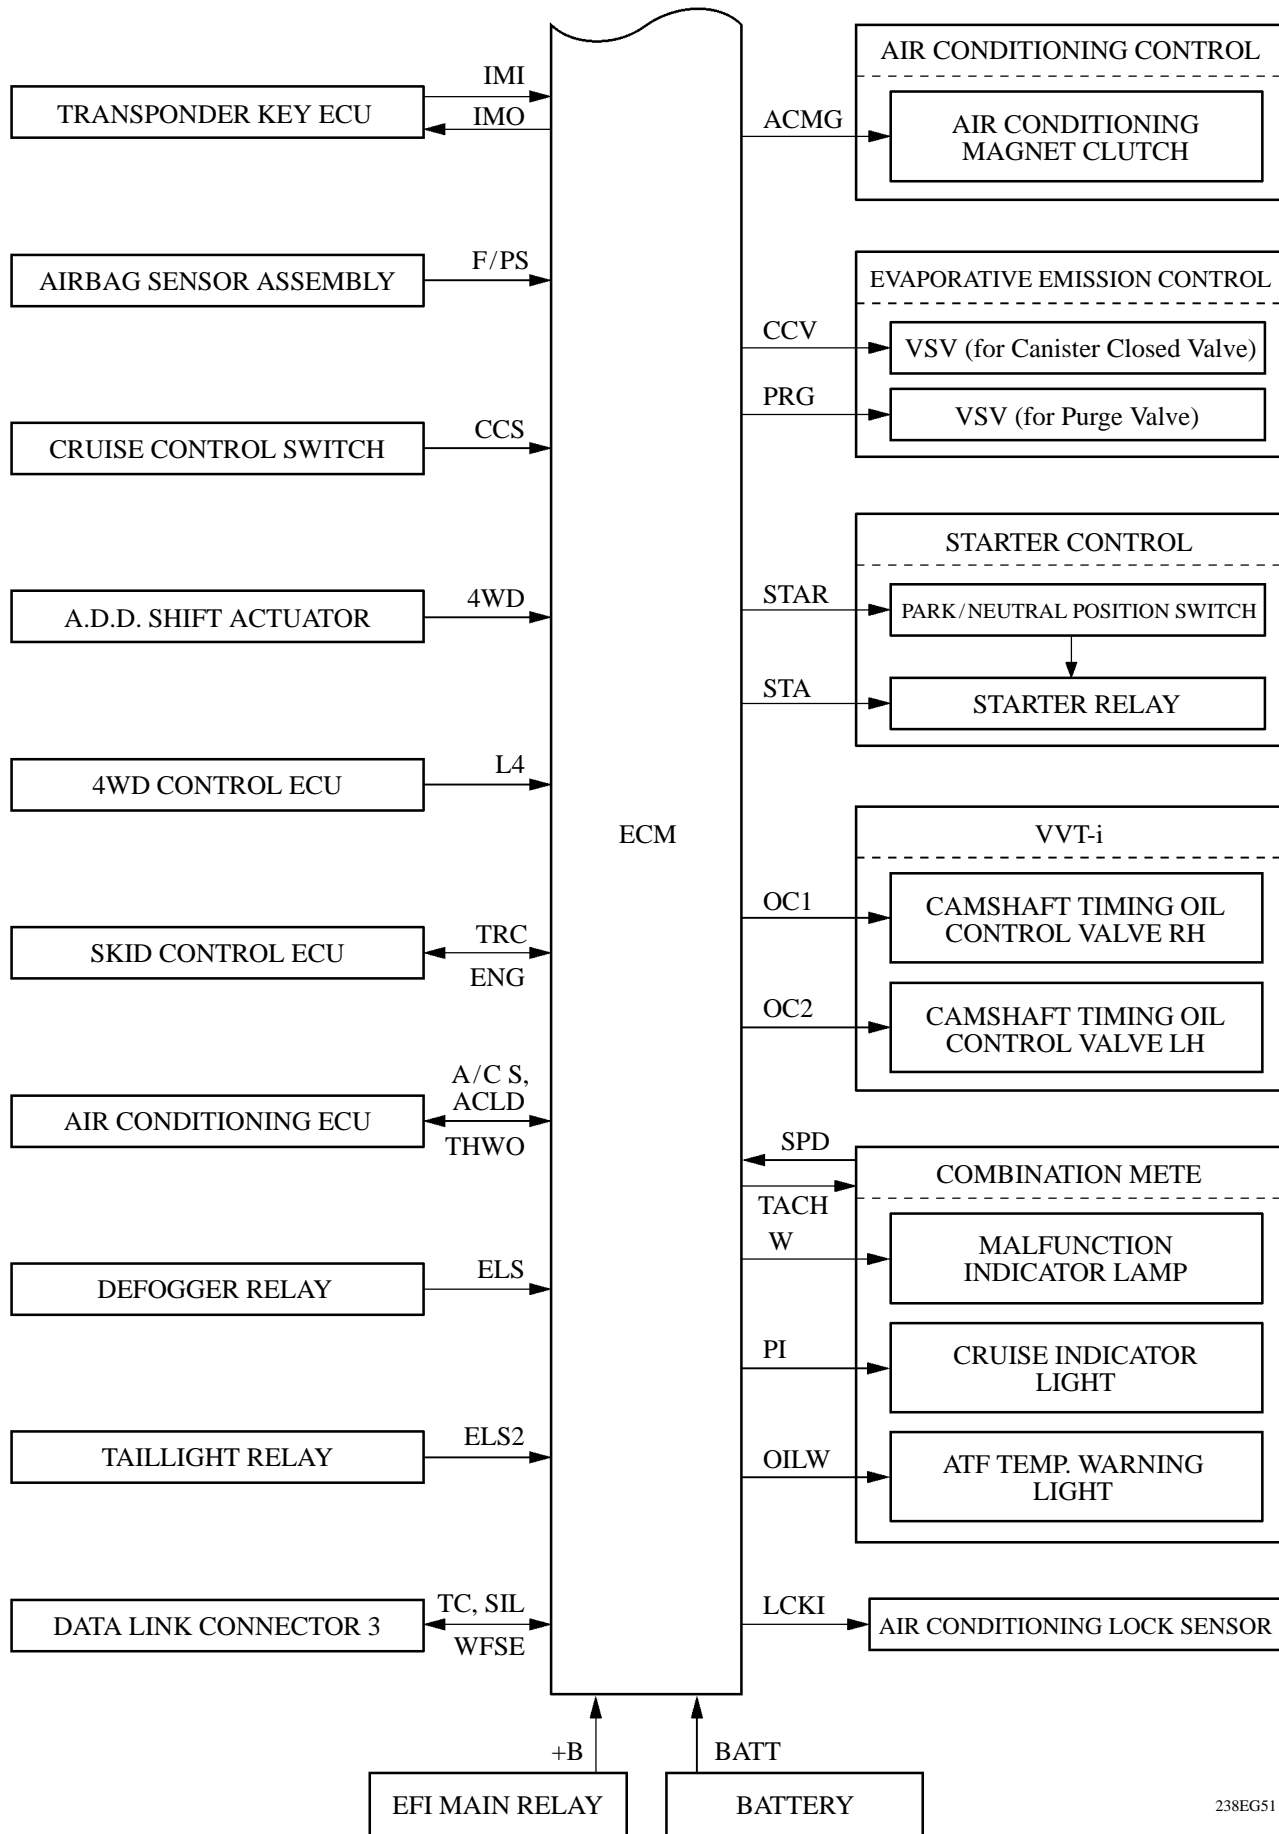 IMI
TRANSPONDER KEY ECU
IMO
F/PS
AIRBAG SENSOR ASSEMBLY
CCS
CRUISE CONTROL SWITCH
4WD
A.D.D. SHIFT ACTUATOR
L4
4WD CONTROL ECU
TRC
SKID CONTROL ECU
ENG
A/C S,
ACLD
AIR CONDITIONING ECU
THWO
ELS
DEFOGGER RELAY
ELS2
TAILLIGHT RELAY
TC, SIL
DATA LINK CONNECTOR 3
WFSE
ECM
AIR CONDITIONING CONTROL
ACMG
AIR CONDITIONING
MAGNET CLUTCH
EVAPORATIVE EMISSION CONTROL
CCV
VSV (for Canister Closed Valve)
PRG
VSV (for Purge Valve)
STARTER CONTROL
STAR
PARK/NEUTRAL POSITION SWITCH
STA
STARTER RELAY
VVT-i
OC1
CAMSHAFT TIMING OIL
CONTROL VALVE RH
OC2
CAMSHAFT TIMING OIL
CONTROL VALVE LH
SPD
COMBINATION METE
TACH
W
MALFUNCTION
INDICATOR LAMP
PI
CRUISE INDICATOR
LIGHT
OILW
ATF TEMP. WARNING
LIGHT
LCKI
AIR CONDITIONING LOCK SENSOR
+B
BATT
EFI MAIN RELAY
BATTERY
238EG51